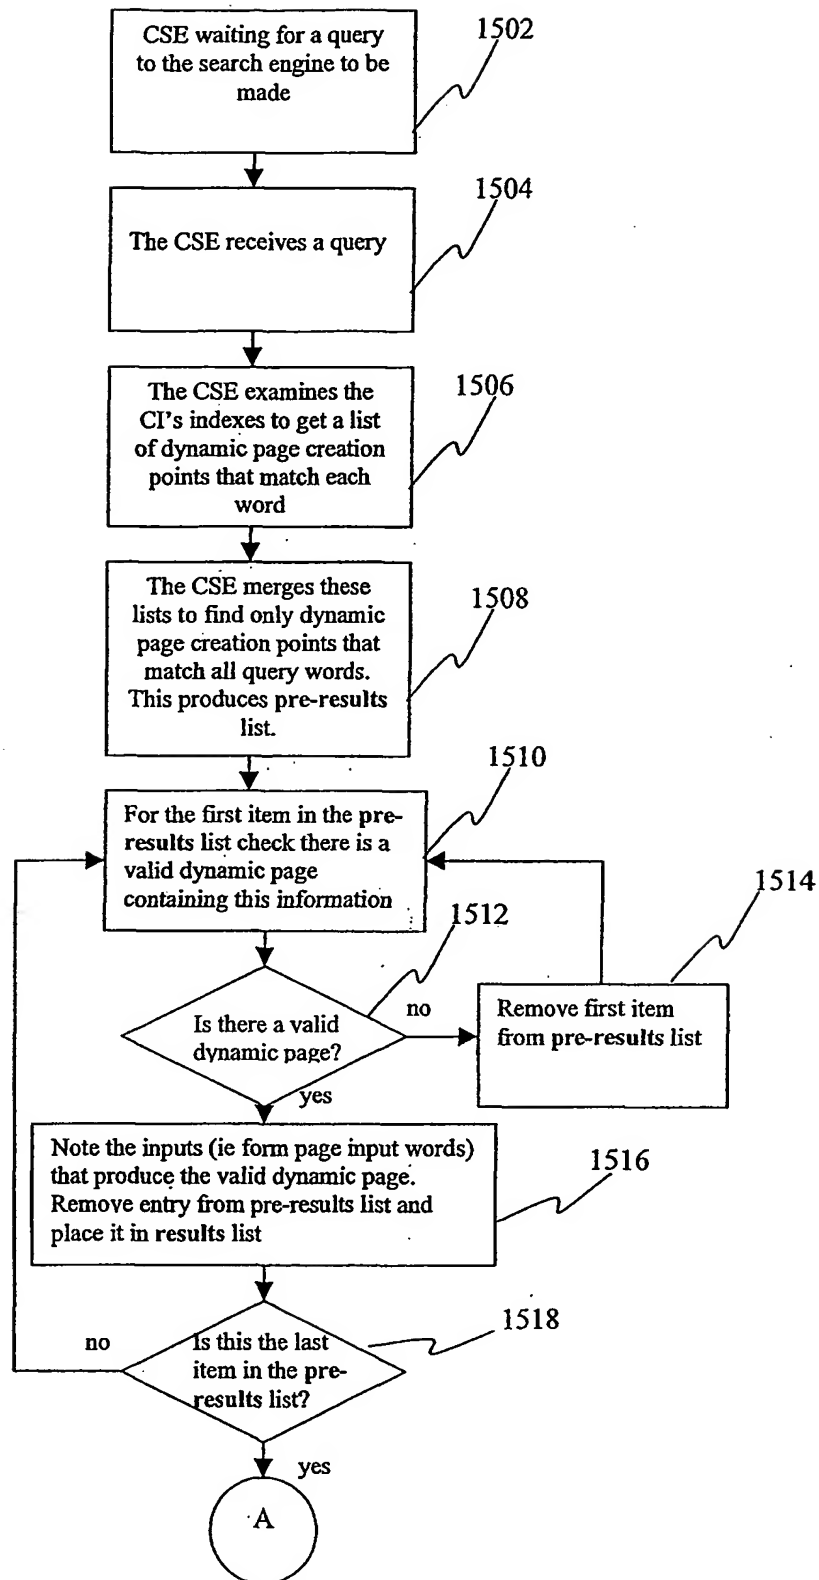 CSE waiting for a query
to the search engine to be
made
1502
The CSE receives a query
1504
The CSE examines the
CI's indexes to get a list
of dynamic page creation
points that match each
word
1506
The CSE merges these
lists to find only dynamic
page creation points that
match all query words.
This produces pre-results
list.
1508
For the first item in the pre-
results list check there is a
valid dynamic page
containing this information
1510
Is there a valid
dynamic page?
1512
no
Remove first item
from pre-results list
1514
yes
Note the inputs (ie form page input words)
that produce the valid dynamic page.
Remove entry from pre-results list and
place it in results list
1516
Is this the last
item in the pre-
results list?
1518
no
yes
A